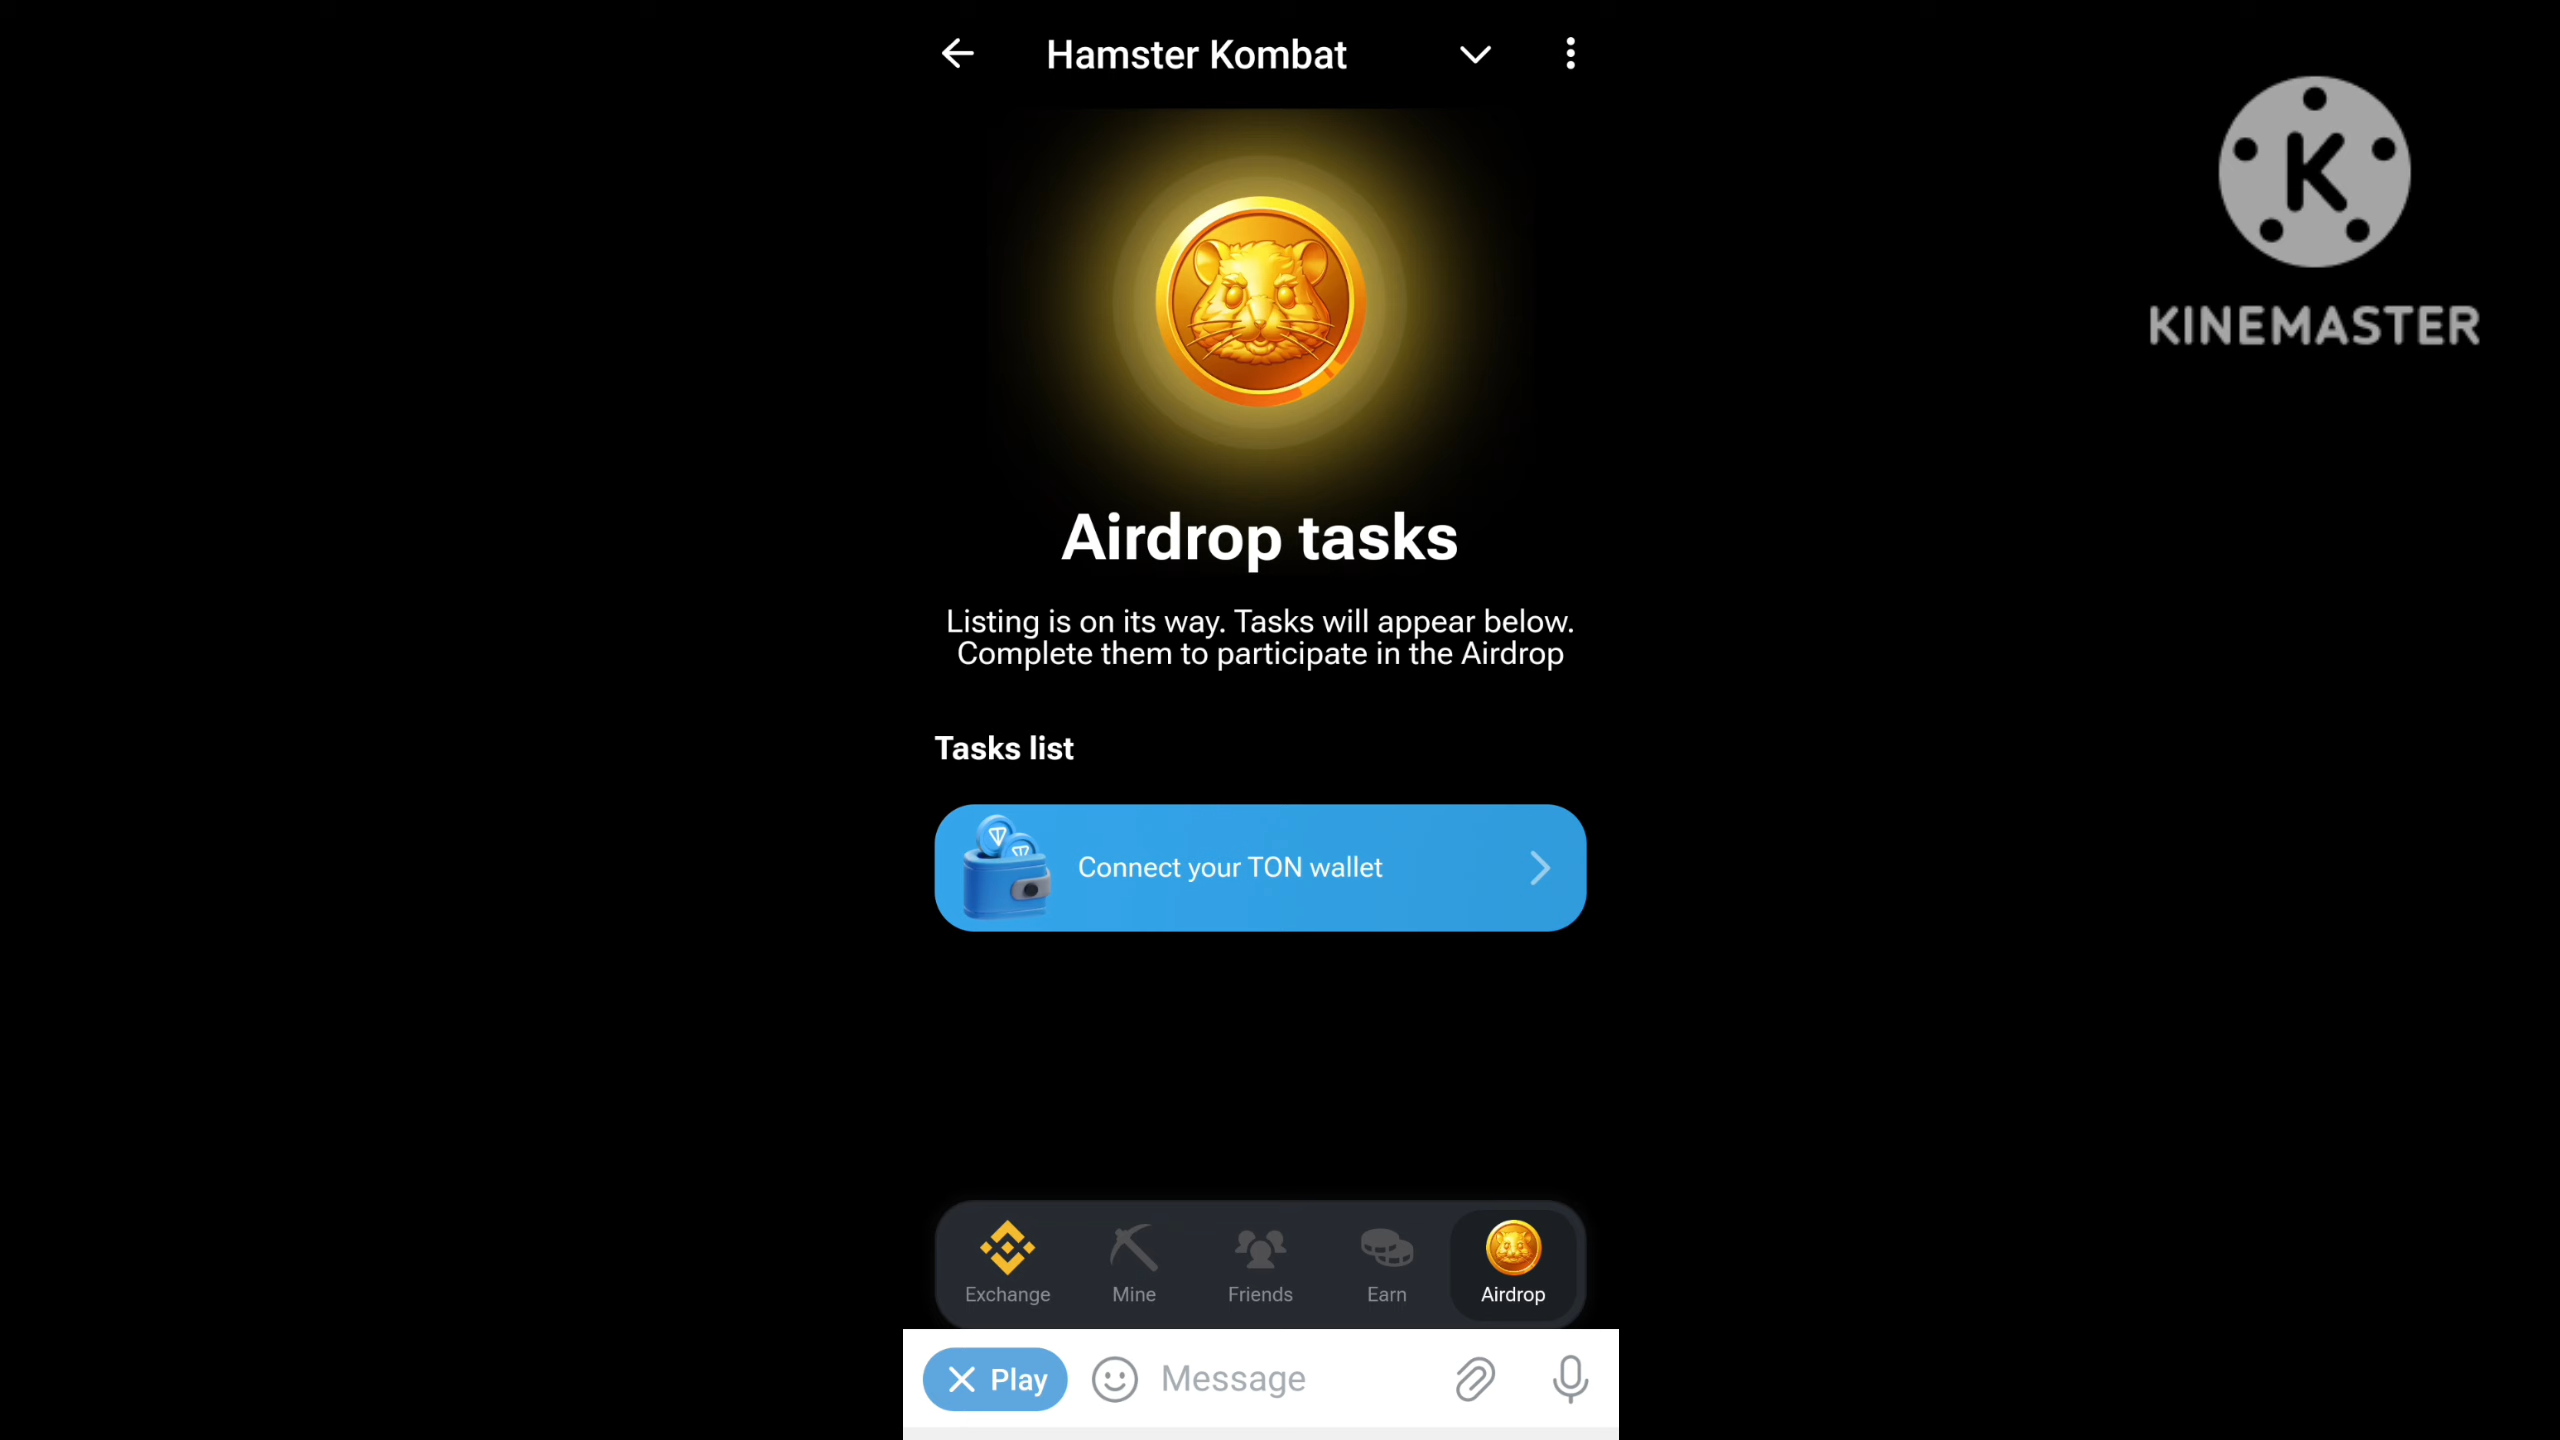 Hamster Kombat
K
KINEMASTER
Airdrop tasks
Listing is on its way. Tasks will appear below.
Complete them to participate in the Airdrop
Tasks list
Connect your TON wallet
Exchange
Mine
Friends
Earn
Airdrop
Play
Message